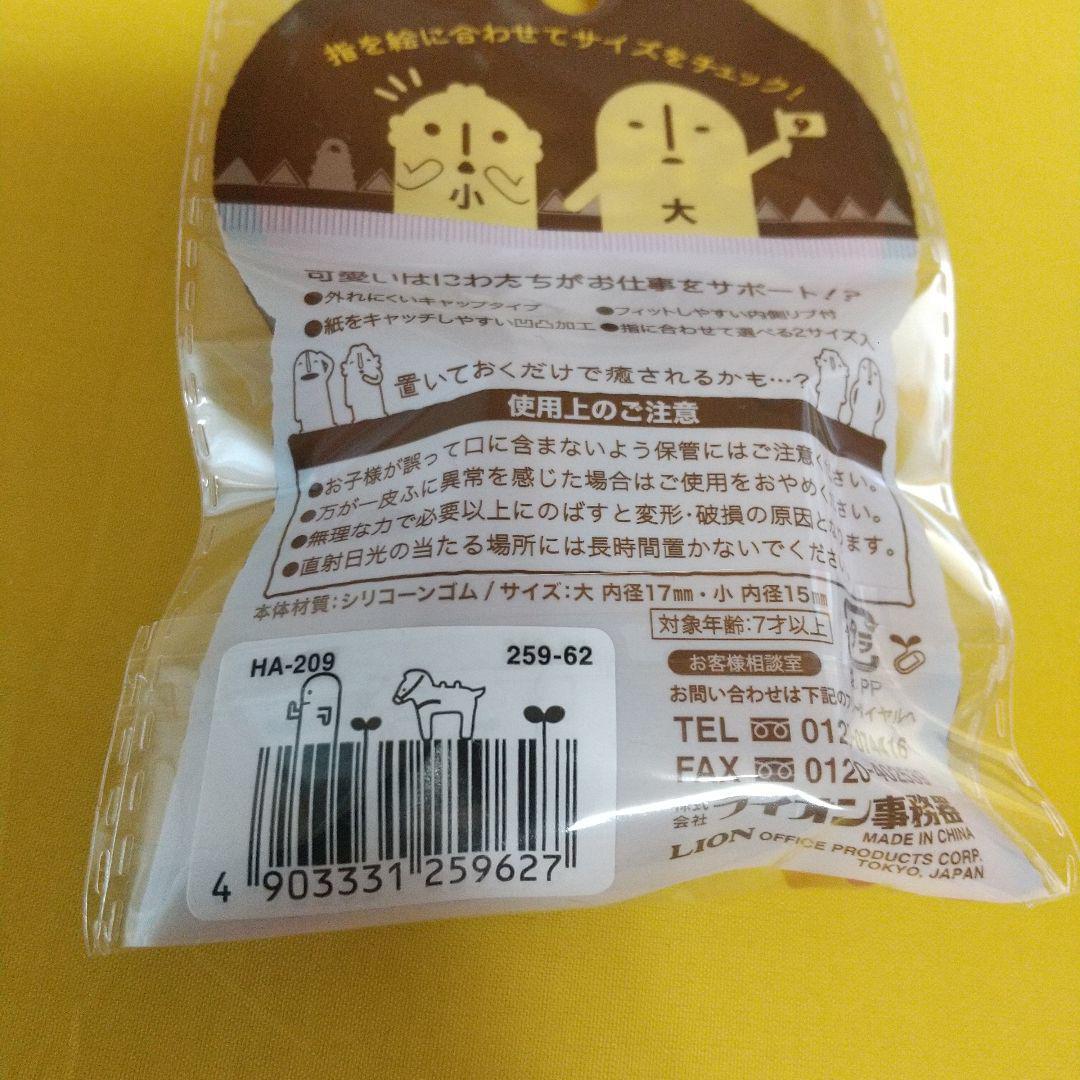 指を絵に合わせてサイズをチェック!
小
大
可愛いはにわたちがお仕事をサポート!?
●外れにくいキャップタイプ ●フィットしやすい内側リブ付
●紙をキャッチしやすい凹凸加工 ●指に合わせて選べる2サイズ入
置いておくだけで癒されるかも…?
使用上のご注意
●お子様が誤って口に含まないよう保管にはご注意ください。
●万が一皮ふに異常を感じた場合はご使用をおやめください。
●無理な力で必要以上にのばすと変形・破損の原因となります。
●直射日光の当たる場所には長時間置かないでください
本体材質:シリコーンゴム/サイズ:大 内径17㎜・小 内径15㎜
対象年齢:7才以上
HA-209 259-62
4 903331 259627
お客様相談室
プラ
PP
お問い合わせは下記の
TEL
FAX 0120-402539
株式会社 ライオン事務器
MADE IN CHINA
LION OFFICE PRODUCTS CORP.
TOKYO, JAPAN